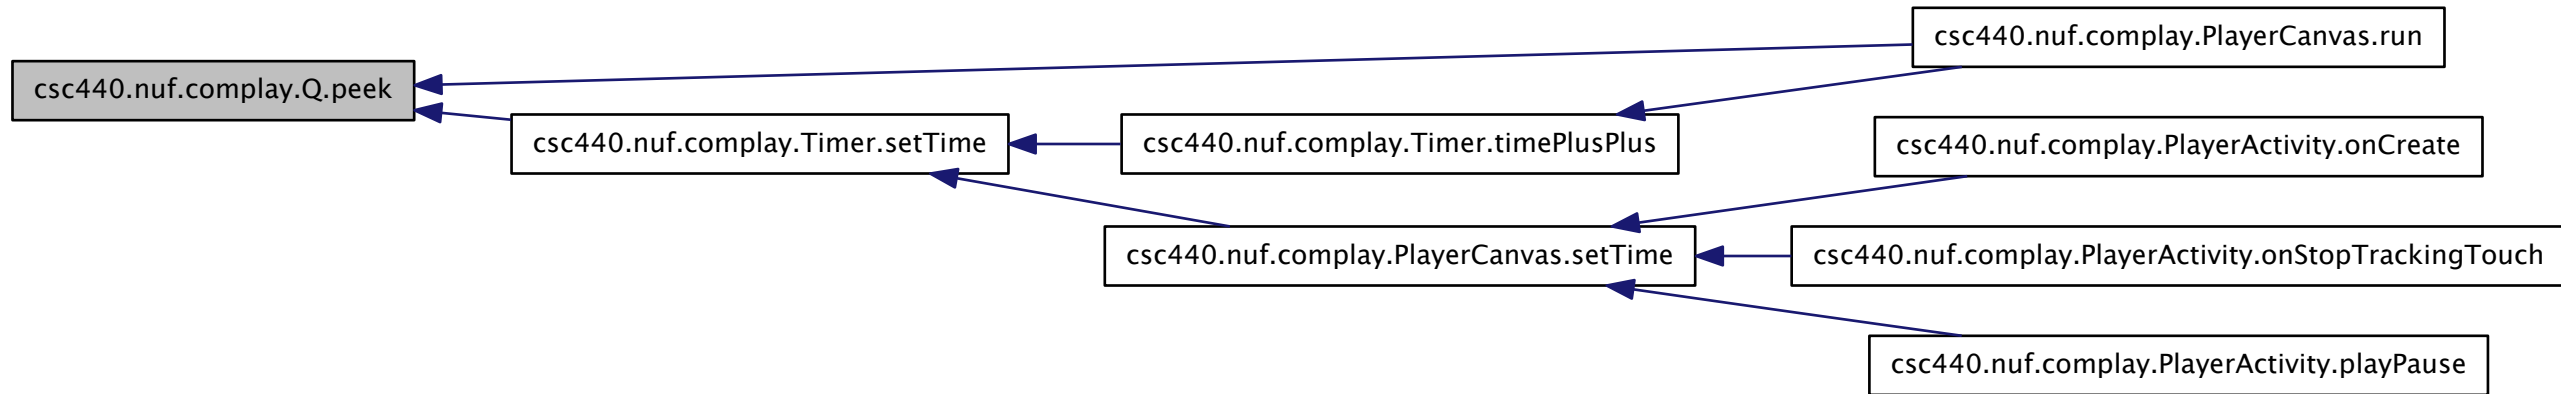 csc440.nuf.complay.PlayerCanvas.run
csc440.nuf.complay.Q.peek
csc440.nuf.complay.Timer.setTime
csc440.nuf.complay.Timer.timePlusPlus
csc440.nuf.complay.PlayerActivity.onCreate
csc440.nuf.complay.PlayerCanvas.setTime
csc440.nuf.complay.PlayerActivity.onStopTrackingTouch
csc440.nuf.complay.PlayerActivity.playPause